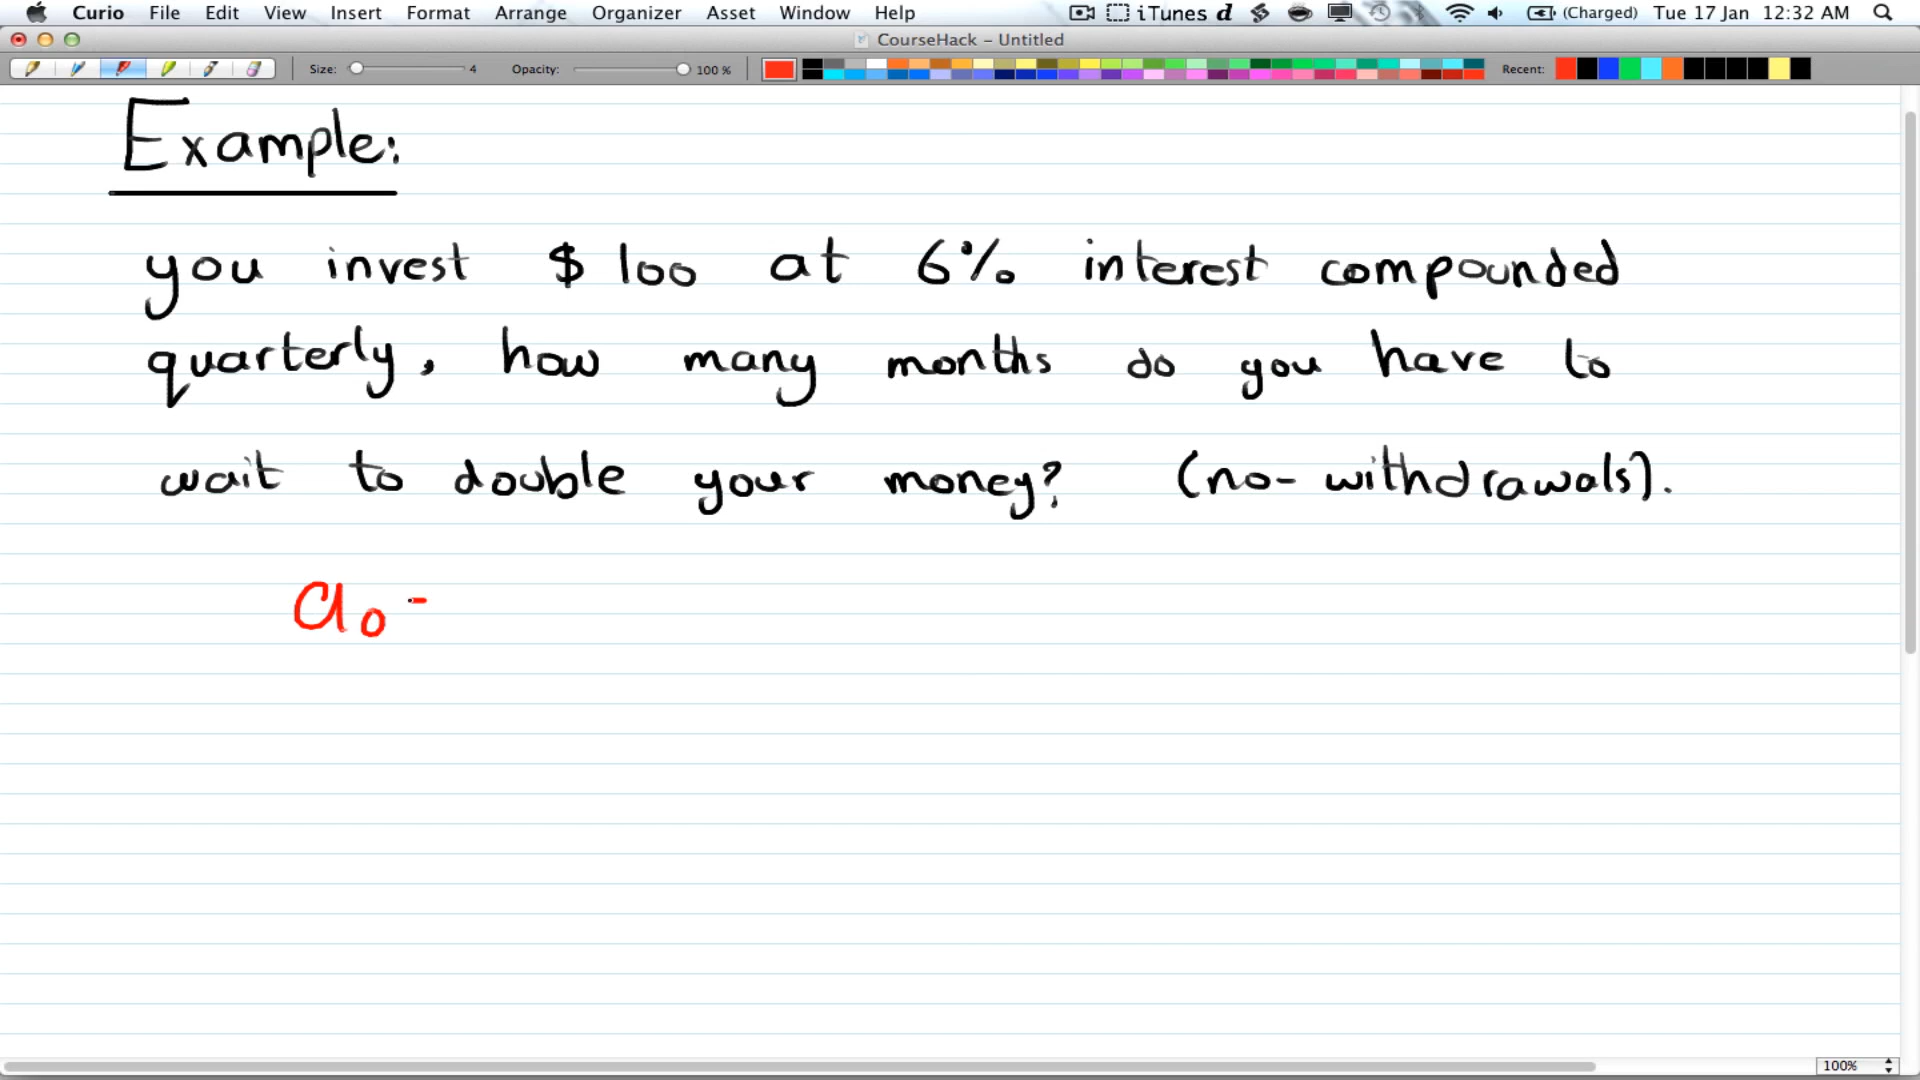 Curio File Edit View Insert Format Arrange Organizer Asset Window Help iTunes d (Charged) Tue 17 Jan 12:32 AM
CourseHack – Untitled
Size: 4 Opacity: 100 % Recent:
Example:
you invest $ 100 at 6% interest compounded
quarterly, how many months do you have to
wait to double your money? (no- withdrawals).
a0 -
100%